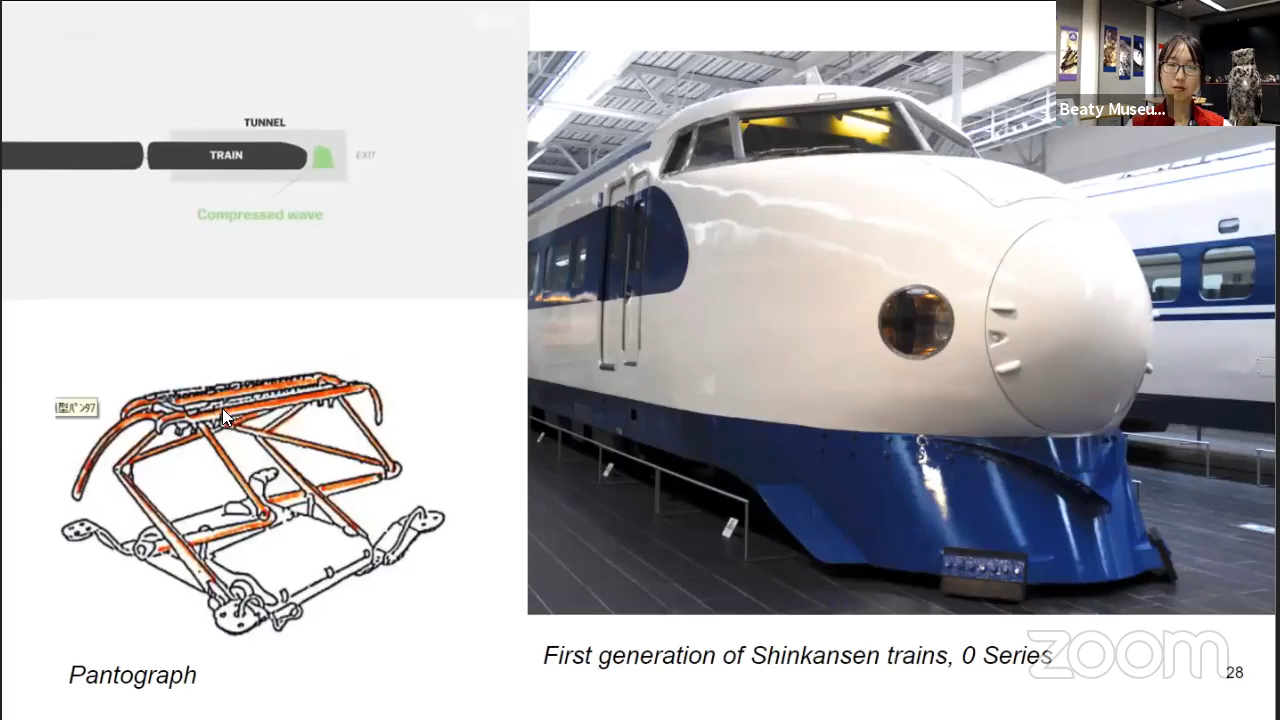 TUNNEL
TRAIN
EXIT
Compressed wave
Pantograph
First generation of Shinkansen trains, 0 Series
Beaty Museu...
zoom
28